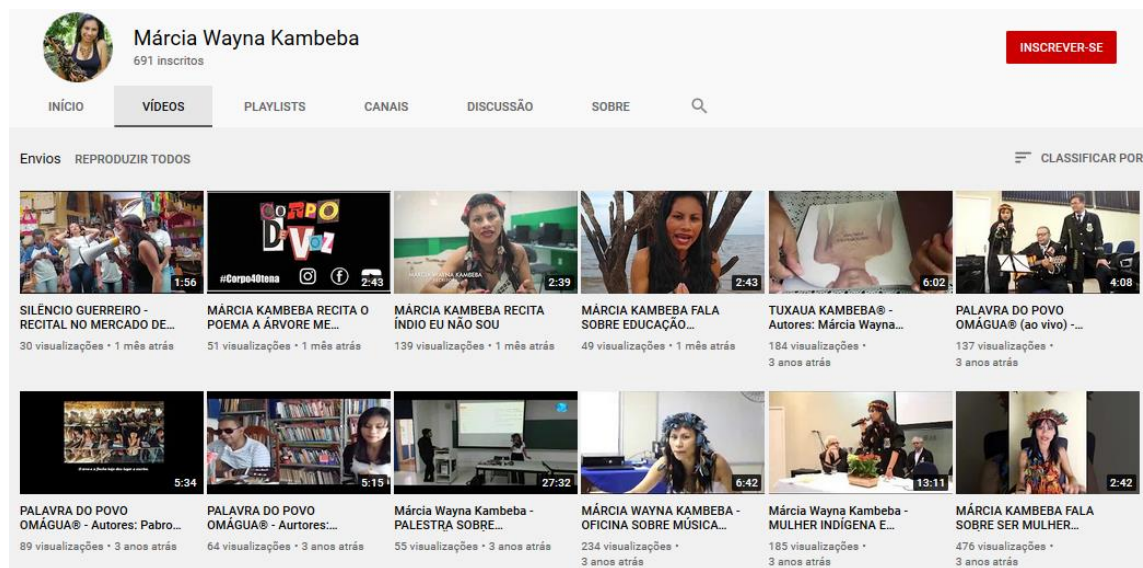 Márcia Wayna Kambeba
691 inscritos
INSCREVER-SE
INÍCIO VÍDEOS PLAYLISTS CANAIS DISCUSSÃO SOBRE
Envios REPRODUZIR TODOS CLASSIFICAR POR
1:56
CORPO
DE VOZ
#Corpo40tena
2:43
MÁRCIA WAYNA KAMBEBA
2:39
2:43
6:02
4:08
SILÊNCIO GUERREIRO -
RECITAL NO MERCADO DE...
30 visualizações • 1 mês atrás
MÁRCIA KAMBEBA RECITA O
POEMA A ÁRVORE ME...
51 visualizações • 1 mês atrás
MÁRCIA KAMBEBA RECITA
ÍNDIO EU NÃO SOU
139 visualizações • 1 mês atrás
MÁRCIA KAMBEBA FALA
SOBRE EDUCAÇÃO...
49 visualizações • 1 mês atrás
TUXAUA KAMBEBA® -
Autores: Márcia Wayna...
184 visualizações •
3 anos atrás
PALAVRA DO POVO
OMÁGUA® (ao vivo) -...
137 visualizações •
3 anos atrás
5:34
5:15
27:32
6:42
13:11
2:42
PALAVRA DO POVO
OMÁGUA® - Autores: Pabro...
89 visualizações • 3 anos atrás
PALAVRA DO POVO
OMÁGUA® - Aurtores:...
64 visualizações • 3 anos atrás
Márcia Wayna Kambeba -
PALESTRA SOBRE...
55 visualizações • 3 anos atrás
MÁRCIA WAYNA KAMBEBA -
OFICINA SOBRE MÚSICA...
234 visualizações •
3 anos atrás
Márcia Wayna Kambeba -
MULHER INDÍGENA E...
185 visualizações •
3 anos atrás
MÁRCIA KAMBEBA FALA
SOBRE SER MULHER...
476 visualizações •
3 anos atrás